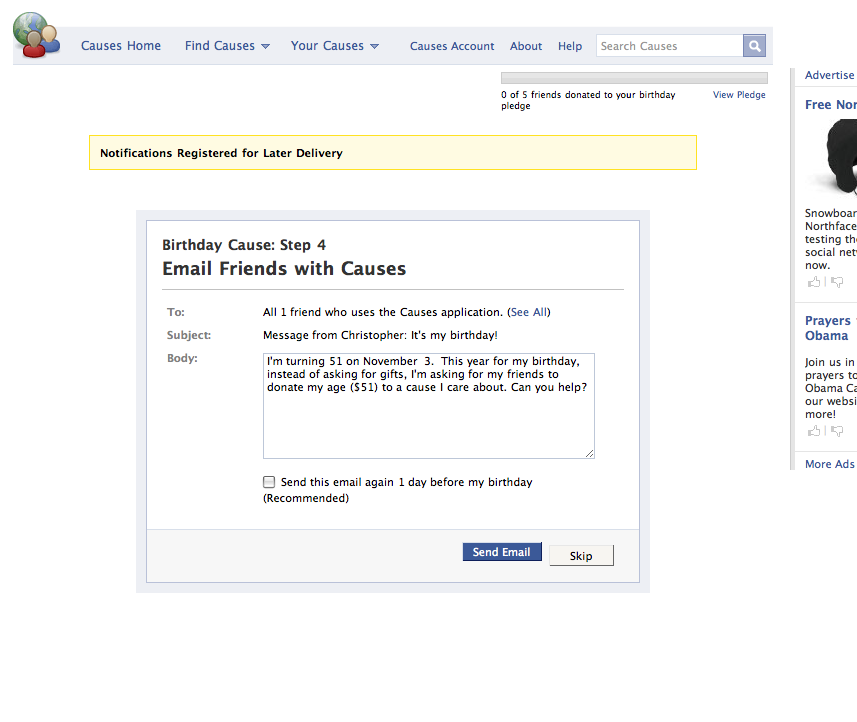 Causes Home
Find Causes
Your Causes
Causes Account
About
Help
Search Causes
0 of 5 friends donated to your birthday
pledge
View Pledge
Notifications Registered for Later Delivery
Birthday Cause: Step 4
Email Friends with Causes
To:
All 1 friend who uses the Causes application. (See All)
Subject:
Message from Christopher: It's my birthday!
Body:
I'm turning 51 on November  3.  This year for my birthday,
instead of asking for gifts, I'm asking for my friends to
donate my age ($51) to a cause I care about. Can you help?
Send this email again 1 day before my birthday
(Recommended)
Send Email
Skip
Advertise
Free Nor
Snowboar
Northface
testing the
social net
now.
Prayers
Obama
Join us in
prayers to
Obama Ca
our websi
more!
More Ads